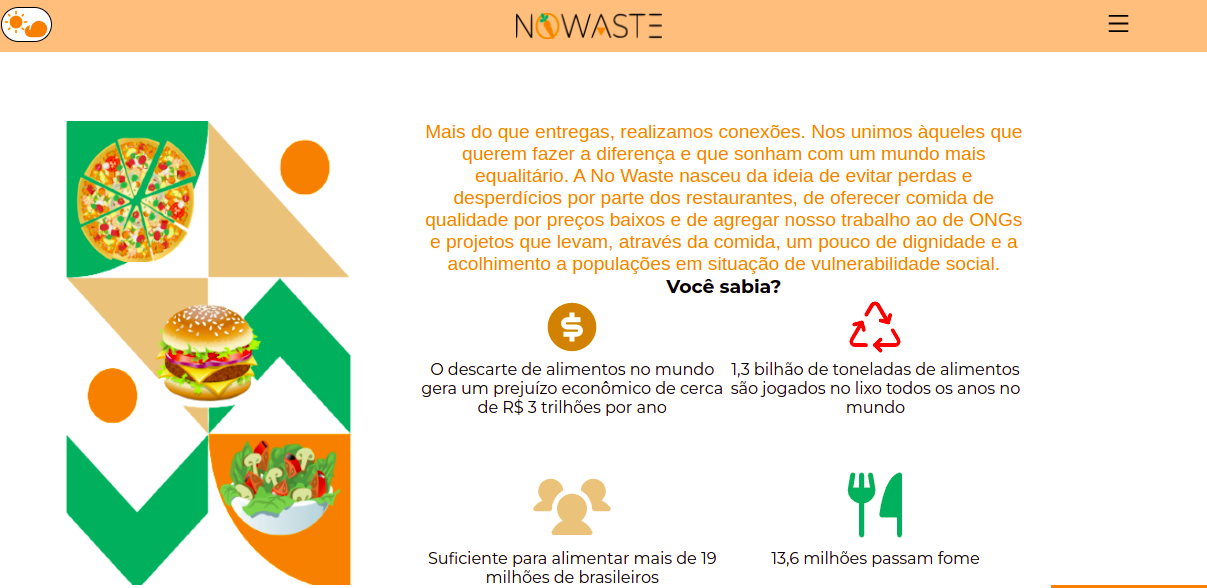 NOWASTE
Mais do que entregas, realizamos conexões. Nos unimos àqueles que
querem fazer a diferença e que sonham com um mundo mais
equalitário. A No Waste nasceu da ideia de evitar perdas e
desperdícios por parte dos restaurantes, de oferecer comida de
qualidade por preços baixos e de agregar nosso trabalho ao de ONGs
e projetos que levam, através da comida, um pouco de dignidade e a
acolhimento a populações em situação de vulnerabilidade social.
Você sabia?
O descarte de alimentos no mundo
gera um prejuízo econômico de cerca
de R$ 3 trilhões por ano
1,3 bilhão de toneladas de alimentos
são jogados no lixo todos os anos no
mundo
Suficiente para alimentar mais de 19
milhões de brasileiros
13,6 milhões passam fome